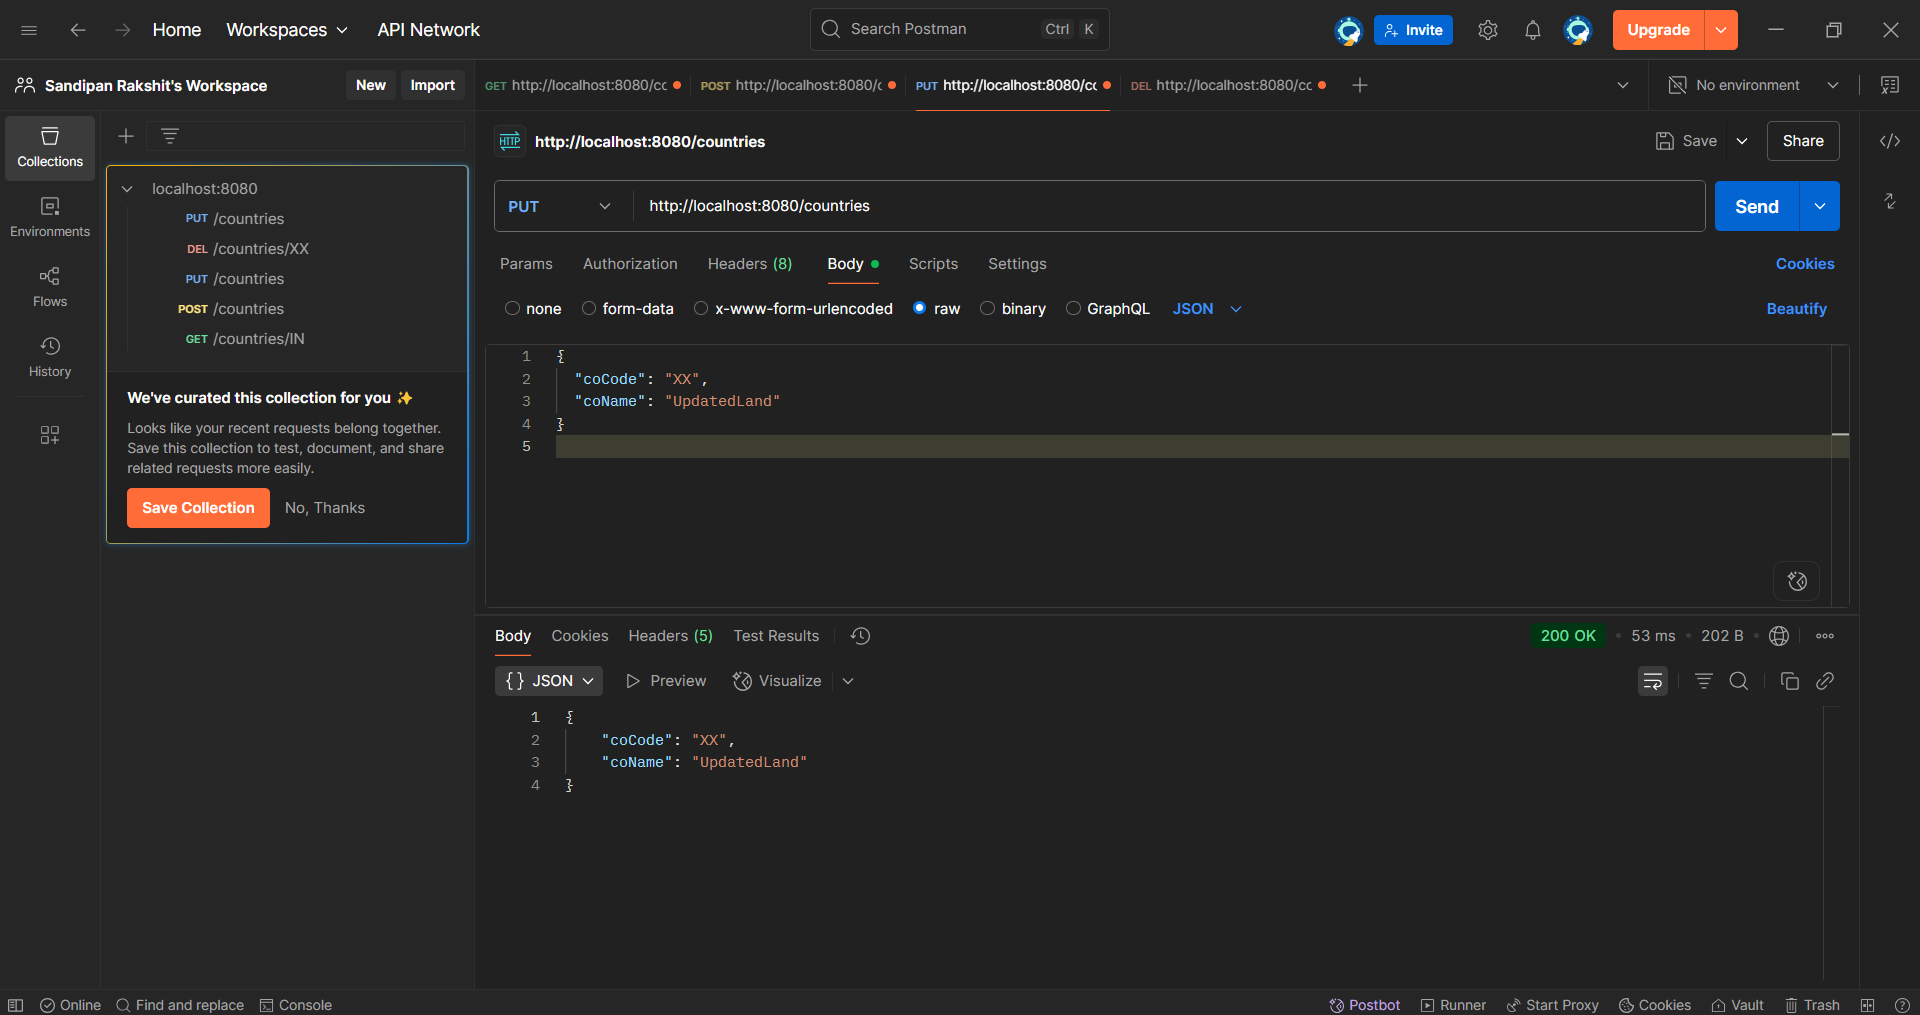 Home Workspaces API Network Search Postman Ctrl K Invite Upgrade
Sandipan Rakshit's Workspace New Import
GET http://localhost:8080/cc POST http://localhost:8080/c PUT http://localhost:8080/cc DEL http://localhost:8080/cc No environment
Collections
Environments
Flows
History
localhost:8080
PUT /countries
DEL /countries/XX
PUT /countries
POST /countries
GET /countries/IN
We've curated this collection for you ✨
Looks like your recent requests belong together.
Save this collection to test, document, and share
related requests more easily.
Save Collection No, Thanks
HTTP http://localhost:8080/countries Save Share
PUT http://localhost:8080/countries Send
Params Authorization Headers (8) Body Scripts Settings Cookies
none form-data x-www-form-urlencoded raw binary GraphQL JSON Beautify
1 {
2 "coCode": "XX",
3 "coName": "UpdatedLand"
4 }
5
Body Cookies Headers (5) Test Results 200 OK 53 ms 202 B
{} JSON Preview Visualize
1 {
2 "coCode": "XX",
3 "coName": "UpdatedLand"
4 }
Online Find and replace Console Postbot Runner Start Proxy Cookies Vault Trash